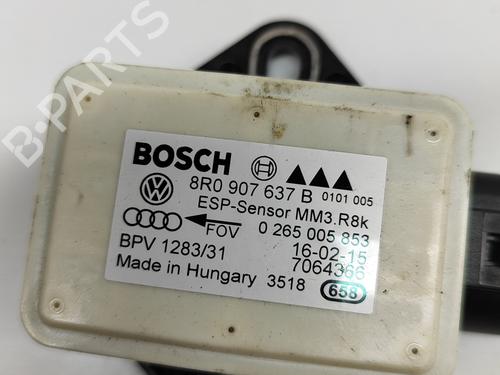 B-PARTS
BOSCH
8R0 907 637 B 0101 005
ESP-Sensor MM3.R8k
FOV 0 265 005 853
BPV 1283/31 16-02-15
7064366
Made in Hungary 3518 658